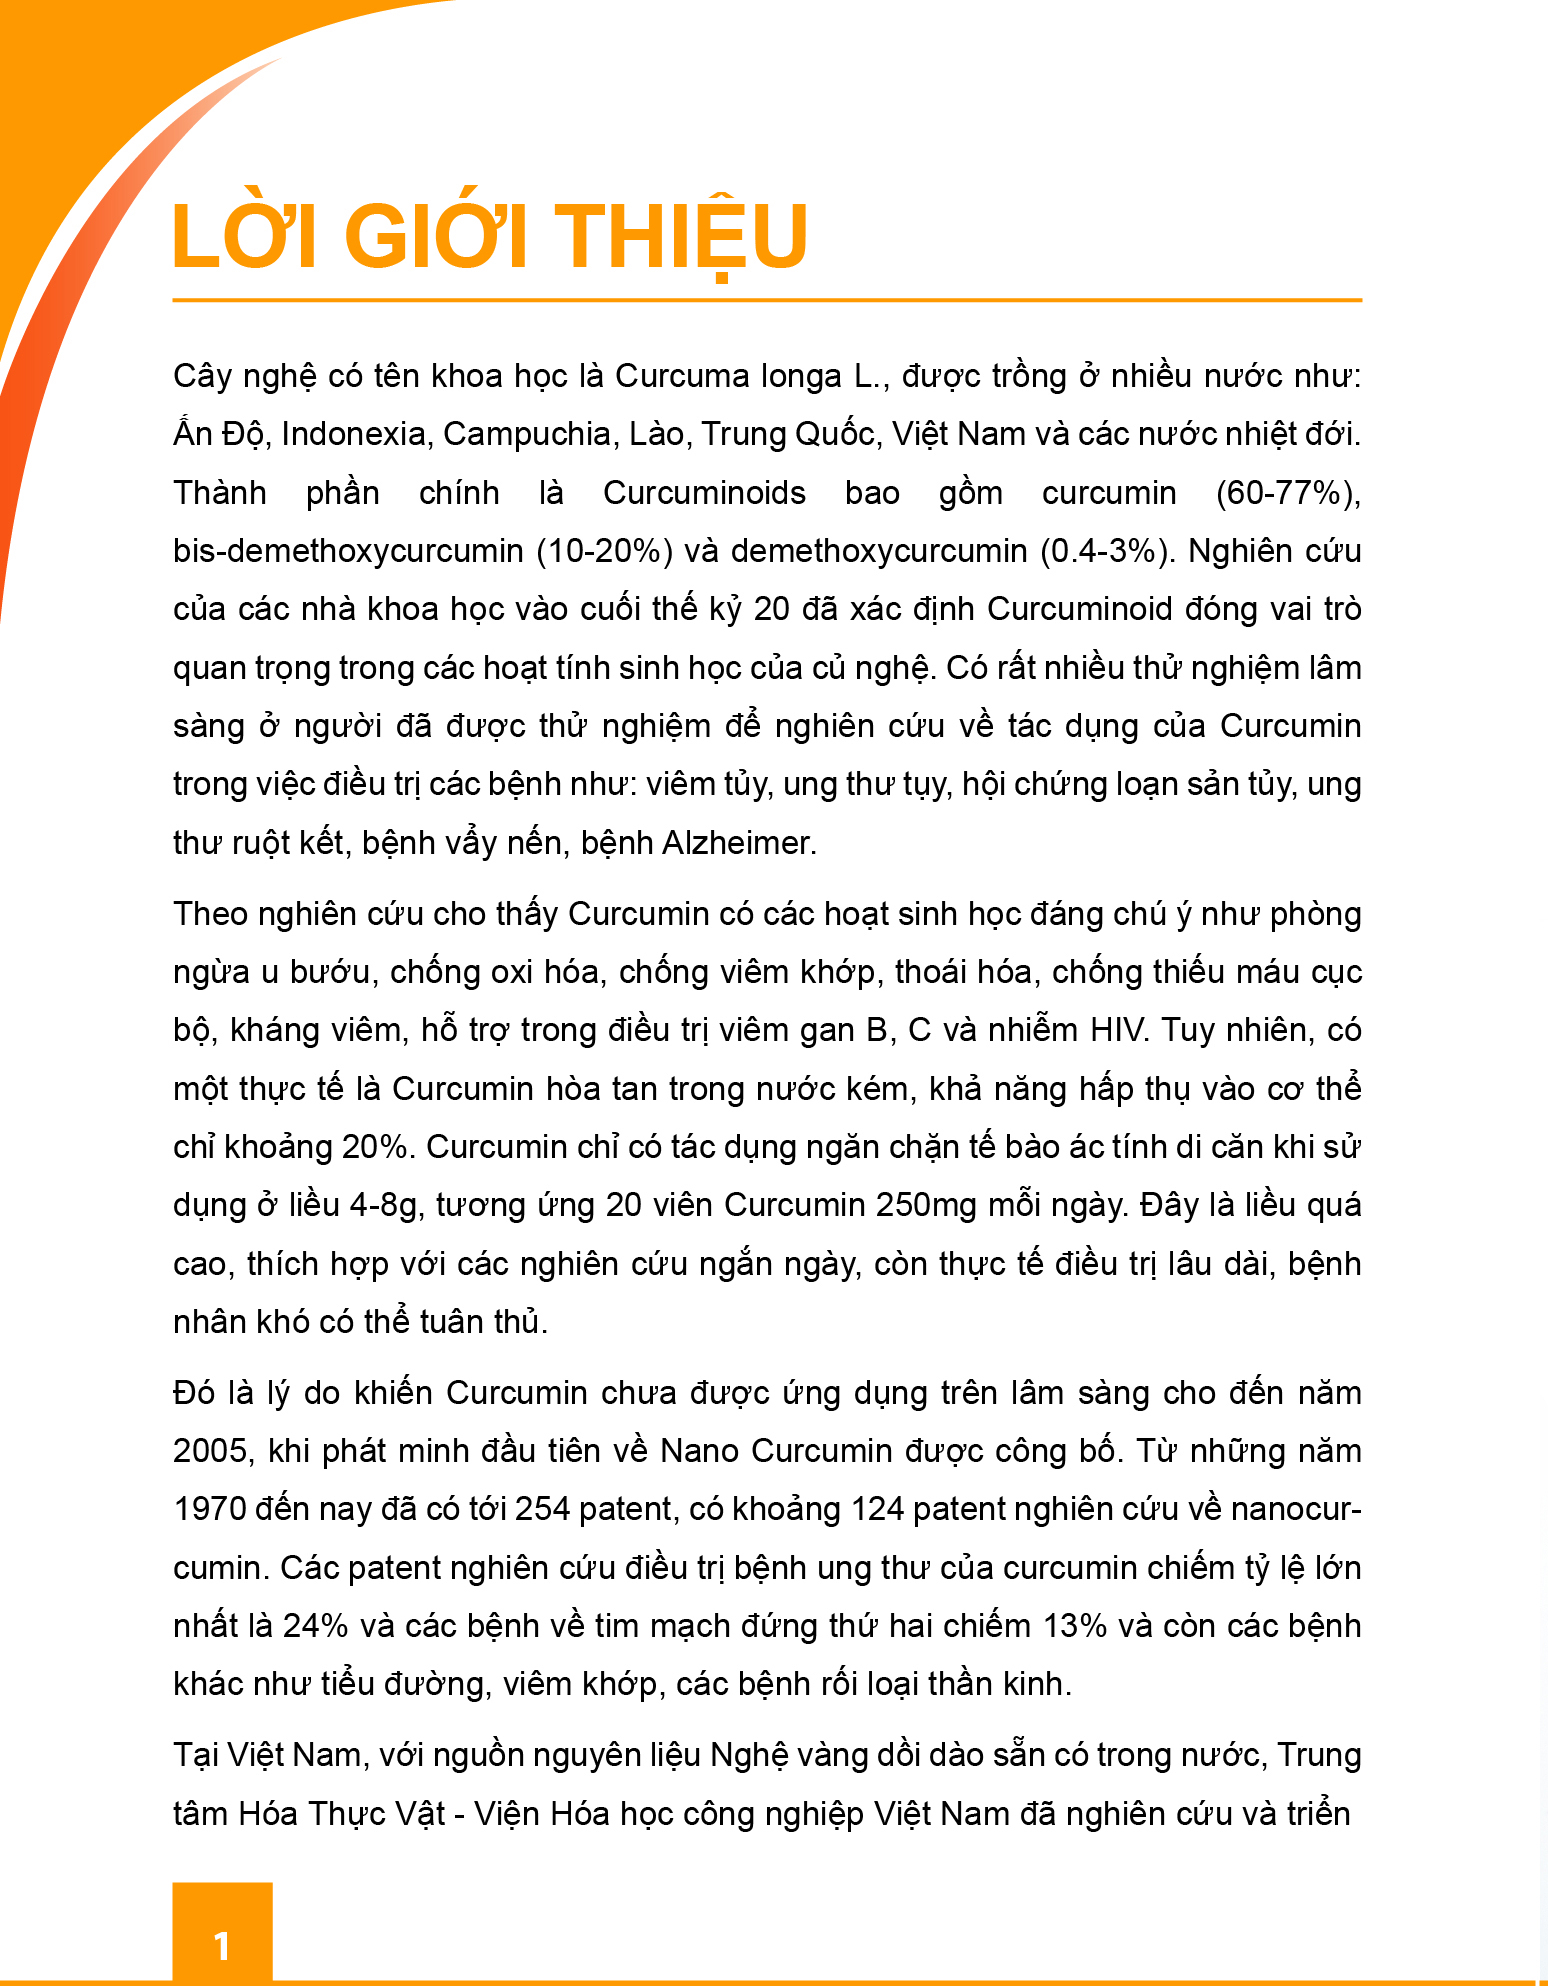 LỜI GIỚI THIỆU
Cây nghệ có tên khoa học là Curcuma longa L., được trồng ở nhiều nước như:
Ấn Độ, Indonexia, Campuchia, Lào, Trung Quốc, Việt Nam và các nước nhiệt đới.
Thành phần chính là Curcuminoids bao gồm curcumin (60-77%),
bis-demethoxycurcumin (10-20%) và demethoxycurcumin (0.4-3%). Nghiên cứu
của các nhà khoa học vào cuối thế kỷ 20 đã xác định Curcuminoid đóng vai trò
quan trọng trong các hoạt tính sinh học của củ nghệ. Có rất nhiều thử nghiệm lâm
sàng ở người đã được thử nghiệm để nghiên cứu về tác dụng của Curcumin
trong việc điều trị các bệnh như: viêm tủy, ung thư tụy, hội chứng loạn sản tủy, ung
thư ruột kết, bệnh vẩy nến, bệnh Alzheimer.
Theo nghiên cứu cho thấy Curcumin có các hoạt sinh học đáng chú ý như phòng
ngừa u bướu, chống oxi hóa, chống viêm khớp, thoái hóa, chống thiếu máu cục
bộ, kháng viêm, hỗ trợ trong điều trị viêm gan B, C và nhiễm HIV. Tuy nhiên, có
một thực tế là Curcumin hòa tan trong nước kém, khả năng hấp thụ vào cơ thể
chỉ khoảng 20%. Curcumin chỉ có tác dụng ngăn chặn tế bào ác tính di căn khi sử
dụng ở liều 4-8g, tương ứng 20 viên Curcumin 250mg mỗi ngày. Đây là liều quá
cao, thích hợp với các nghiên cứu ngắn ngày, còn thực tế điều trị lâu dài, bệnh
nhân khó có thể tuân thủ.
Đó là lý do khiến Curcumin chưa được ứng dụng trên lâm sàng cho đến năm
2005, khi phát minh đầu tiên về Nano Curcumin được công bố. Từ những năm
1970 đến nay đã có tới 254 patent, có khoảng 124 patent nghiên cứu về nanocur-
cumin. Các patent nghiên cứu điều trị bệnh ung thư của curcumin chiếm tỷ lệ lớn
nhất là 24% và các bệnh về tim mạch đứng thứ hai chiếm 13% và còn các bệnh
khác như tiểu đường, viêm khớp, các bệnh rối loại thần kinh.
Tại Việt Nam, với nguồn nguyên liệu Nghệ vàng dồi dào sẵn có trong nước, Trung
tâm Hóa Thực Vật - Viện Hóa học công nghiệp Việt Nam đã nghiên cứu và triển
1